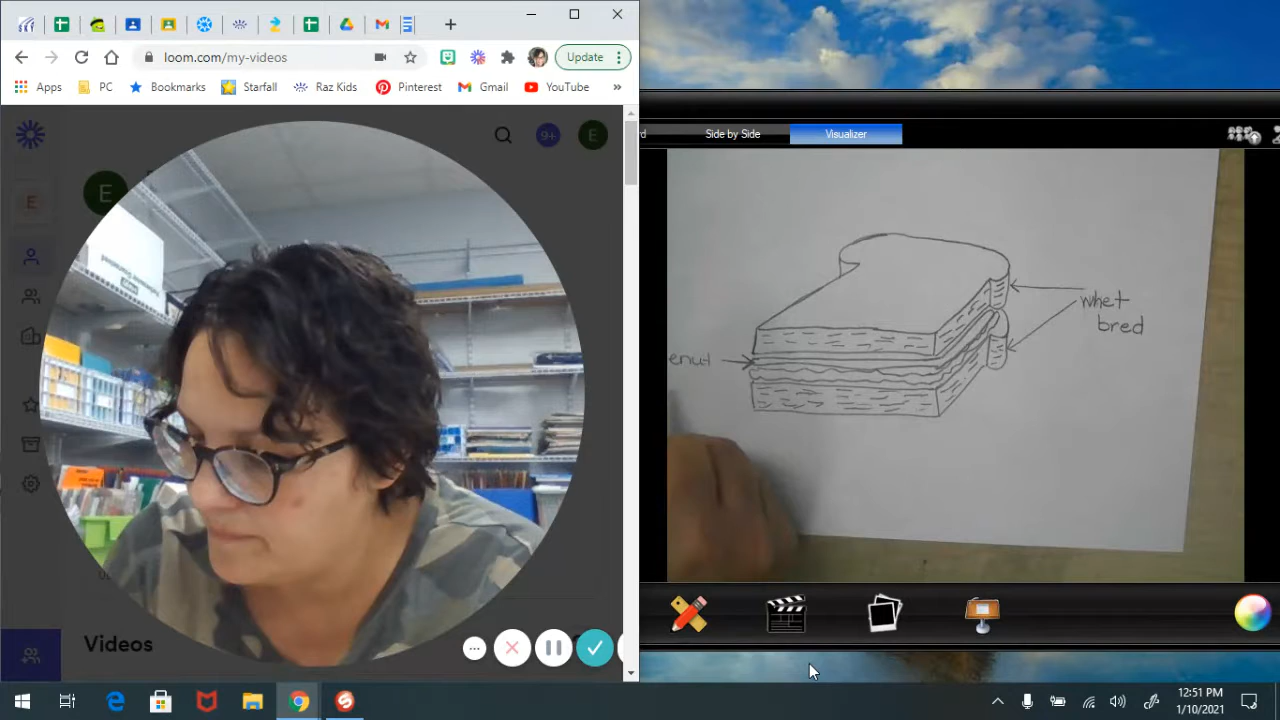 loom.com/my-videos
Update
Apps
PC
Bookmarks
Starfall
Raz Kids
Pinterest
Gmail
YouTube
»
9+
E
E
E
Side by Side
Visualizer
whet
bred
enut
Videos
12:51 PM
1/10/2021